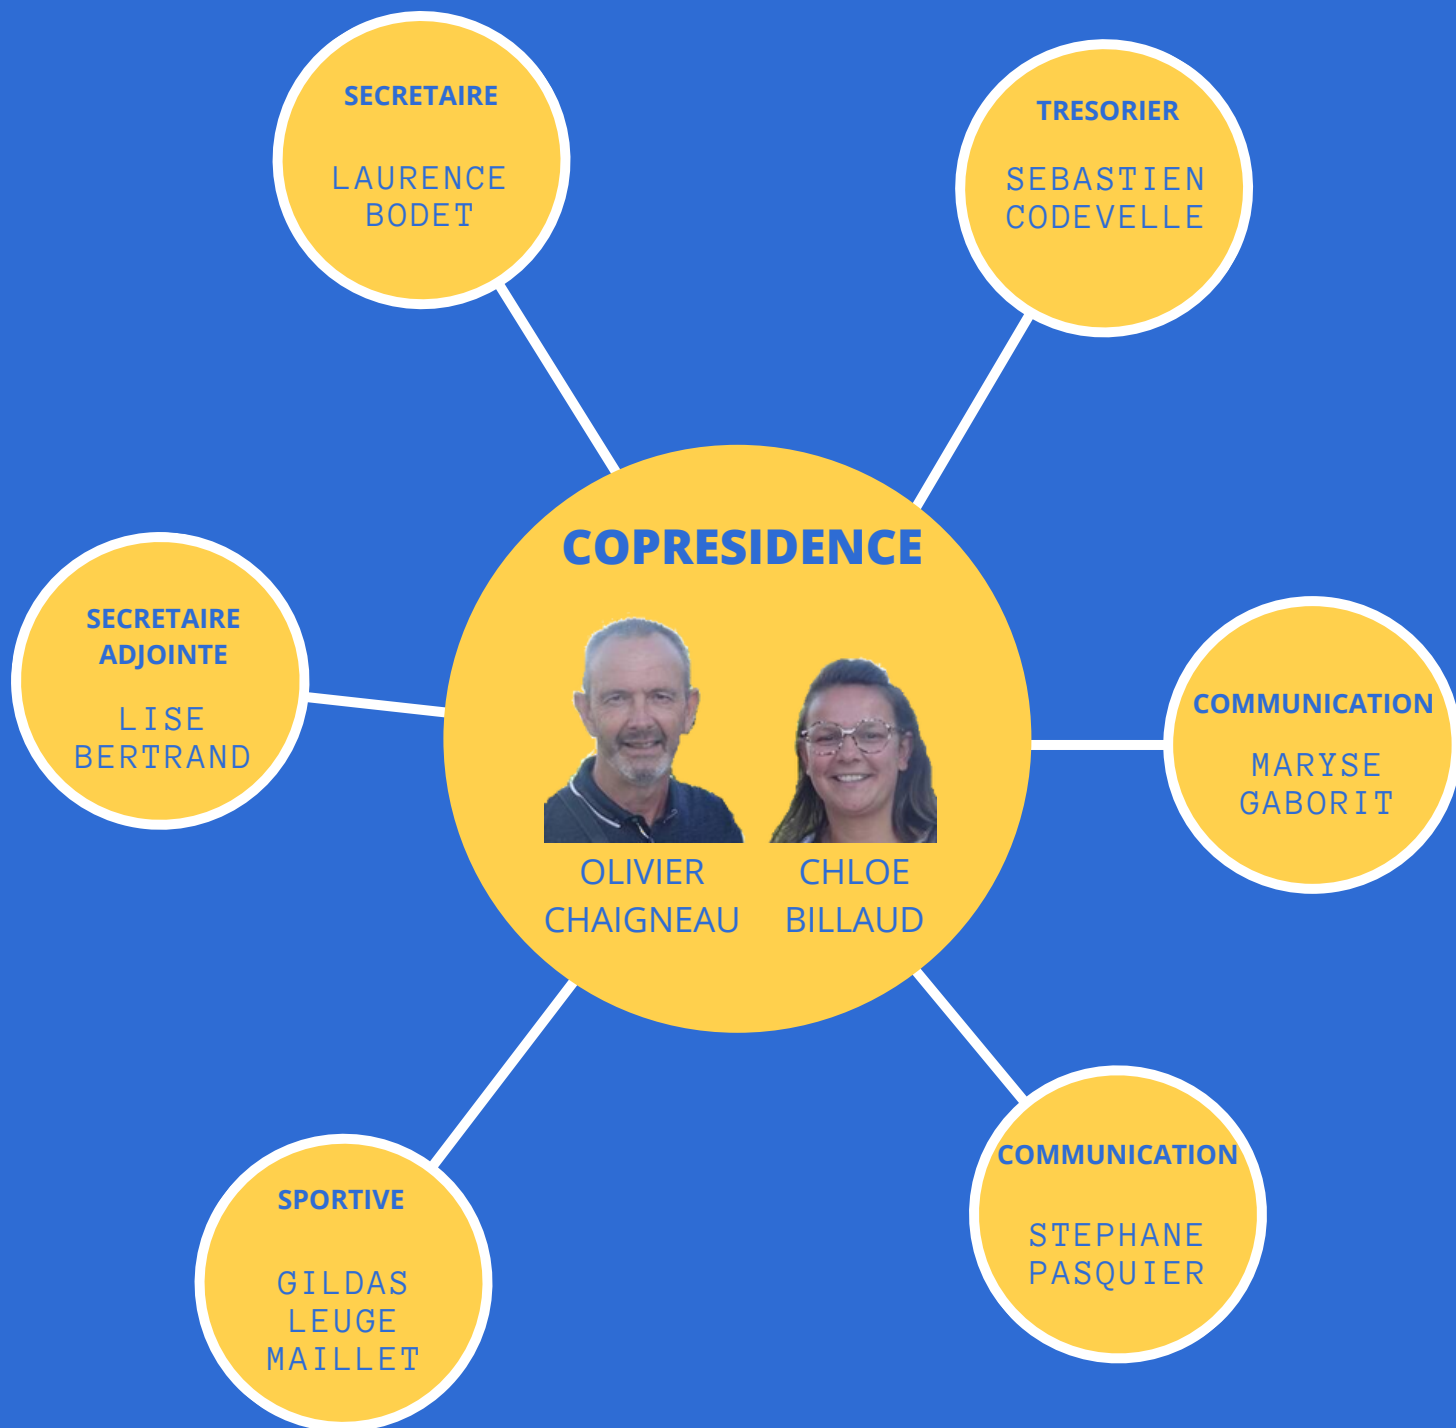 SECRETAIRE
LAURENCE
BODET
TRESORIER
SEBASTIEN
CODEVELLE
COPRESIDENCE
OLIVIER
CHAIGNEAU
CHLOE
BILLAUD
SECRETAIRE
ADJOINTE
LISE
BERTRAND
COMMUNICATION
MARYSE
GABORIT
SPORTIVE
GILDAS
LEUGE
MAILLET
COMMUNICATION
STEPHANE
PASQUIER